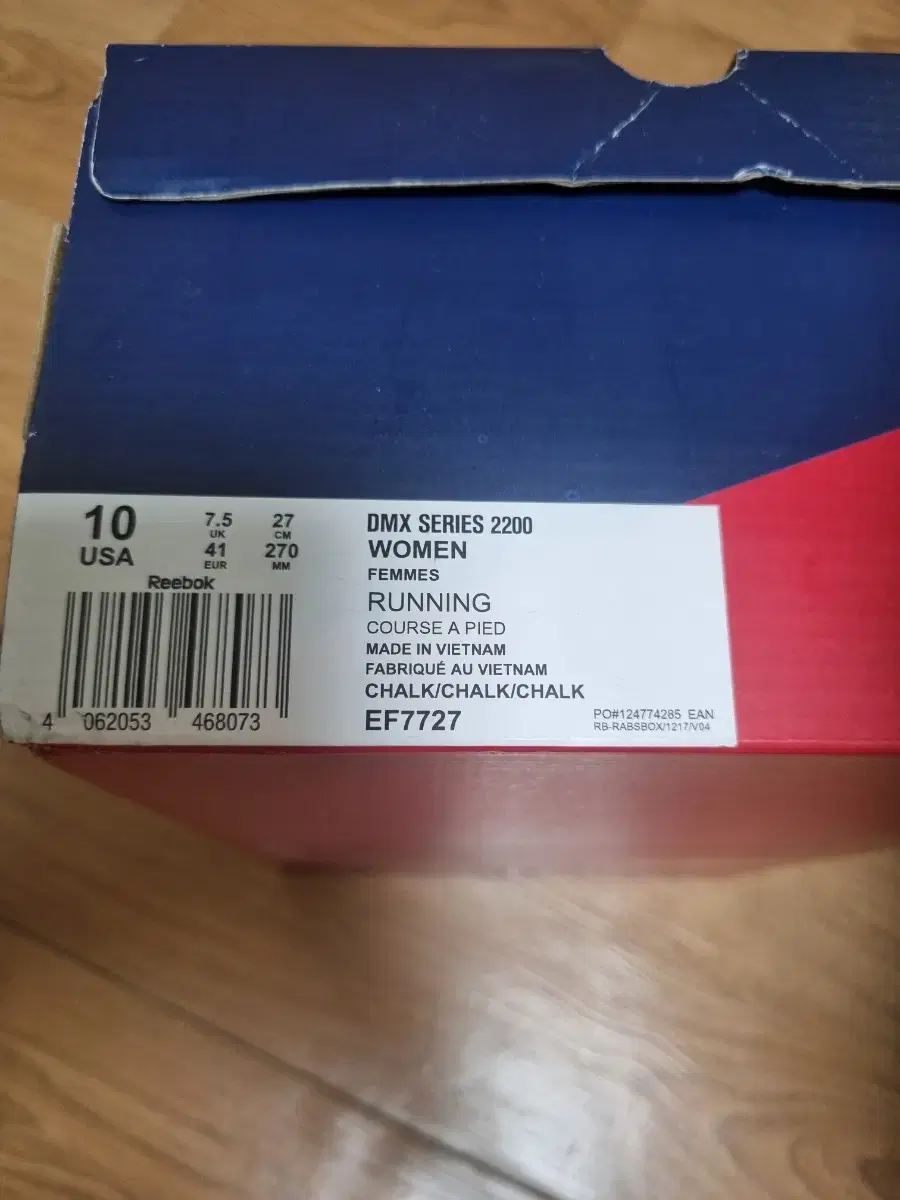 10
USA
7.5
UK
41
EUR
27
CM
270
MM
Reebok
4 062053 468073
DMX SERIES 2200
WOMEN
FEMMES
RUNNING
COURSE A PIED
MADE IN VIETNAM
FABRIQUÉ AU VIETNAM
CHALK/CHALK/CHALK
EF7727
PO#124774285 EAN
RB-RABSBOX/1217/V04